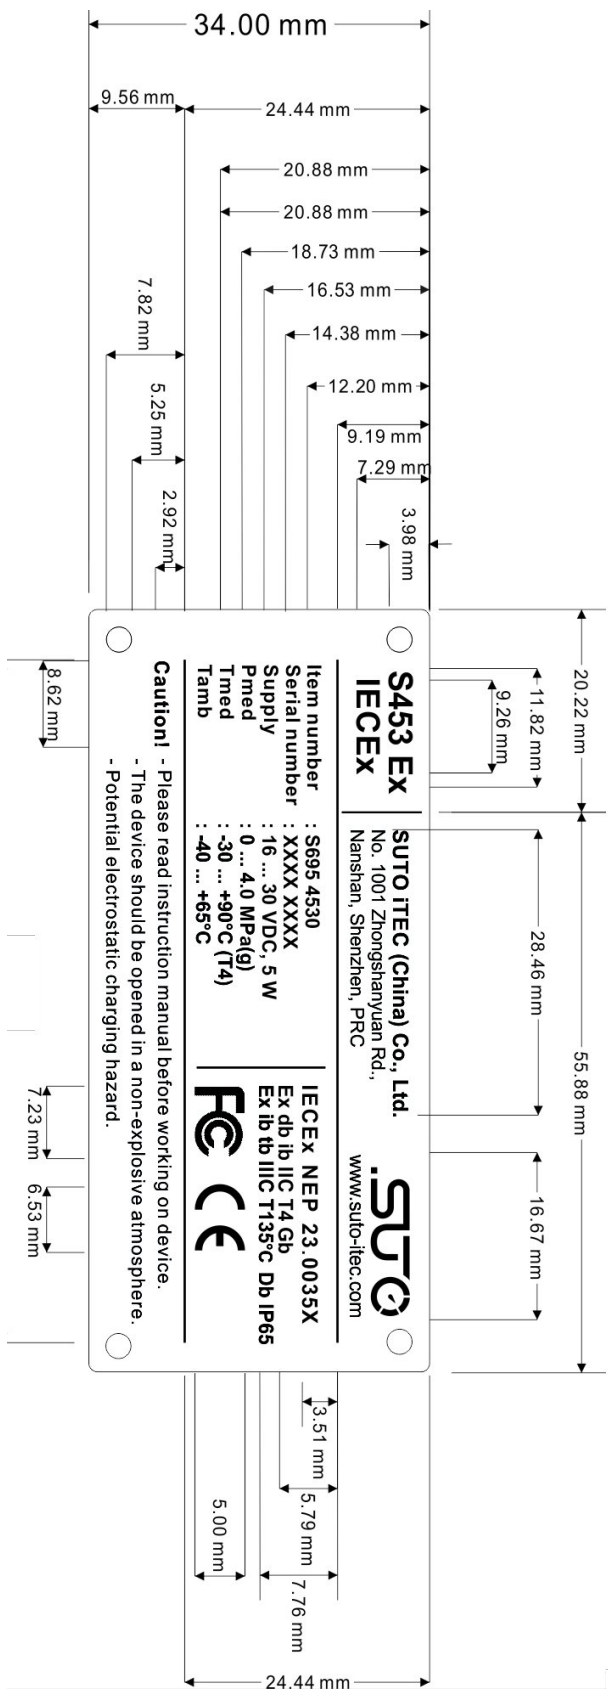 34.00 mm
9.56 mm
24.44 mm
20.88 mm
20.88 mm
18.73 mm
16.53 mm
14.38 mm
12.20 mm
9.19 mm
7.29 mm
3.98 mm
7.82 mm
5.25 mm
2.92 mm
20.22 mm
11.82 mm
9.26 mm
8.62 mm
S453 Ex
IECEx
SUTO iTEC (China) Co., Ltd.
No. 1001 Zhongshanyuan Rd.,
Nanshan, Shenzhen, PRC
.SUTO
www.suto-itec.com
Item number : S695 4530
Serial number : XXXX XXXX
Supply : 16 ... 30 VDC, 5 W
Pmed : 0 ... 4.0 MPa(g)
Tmed : -30 ... +90°C (T4)
Tamb : -40 ... +65°C
IECEx NEP 23.0035X
Ex db ib IIC T4 Gb
Ex ib tb IIIC T135°C Db IP65
FC CE
Caution! - Please read instruction manual before working on device.
- The device should be opened in a non-explosive atmosphere.
- Potential electrostatic charging hazard.
28.46 mm
55.88 mm
16.67 mm
7.23 mm
6.53 mm
3.51 mm
5.79 mm
5.00 mm
7.76 mm
24.44 mm